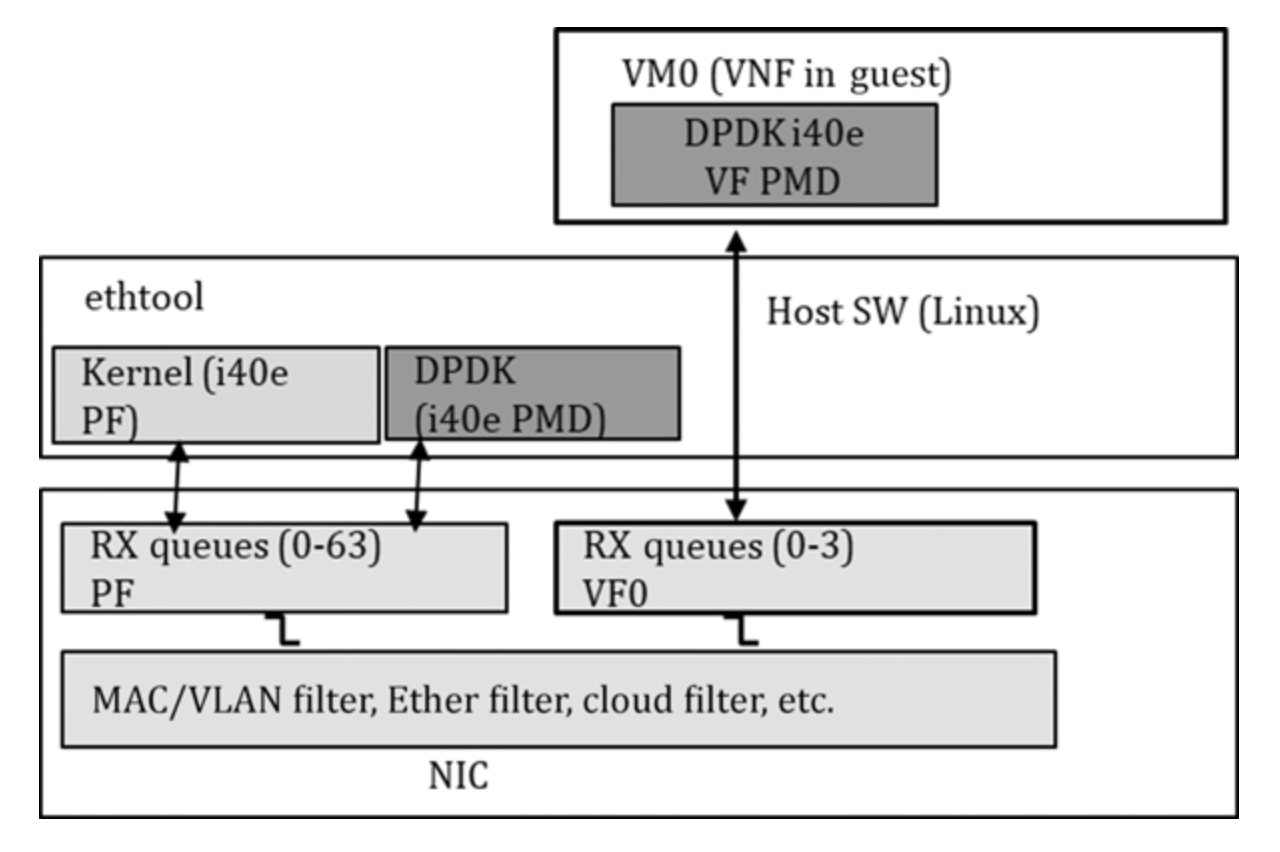 VM0 (VNF in guest)
DPDK i40e
VF PMD
ethtool
Host SW (Linux)
Kernel (i40e
PF)
DPDK
(i40e PMD)
RX queues (0-63)
PF
RX queues (0-3)
VF0
MAC/VLAN filter, Ether filter, cloud filter, etc.
NIC